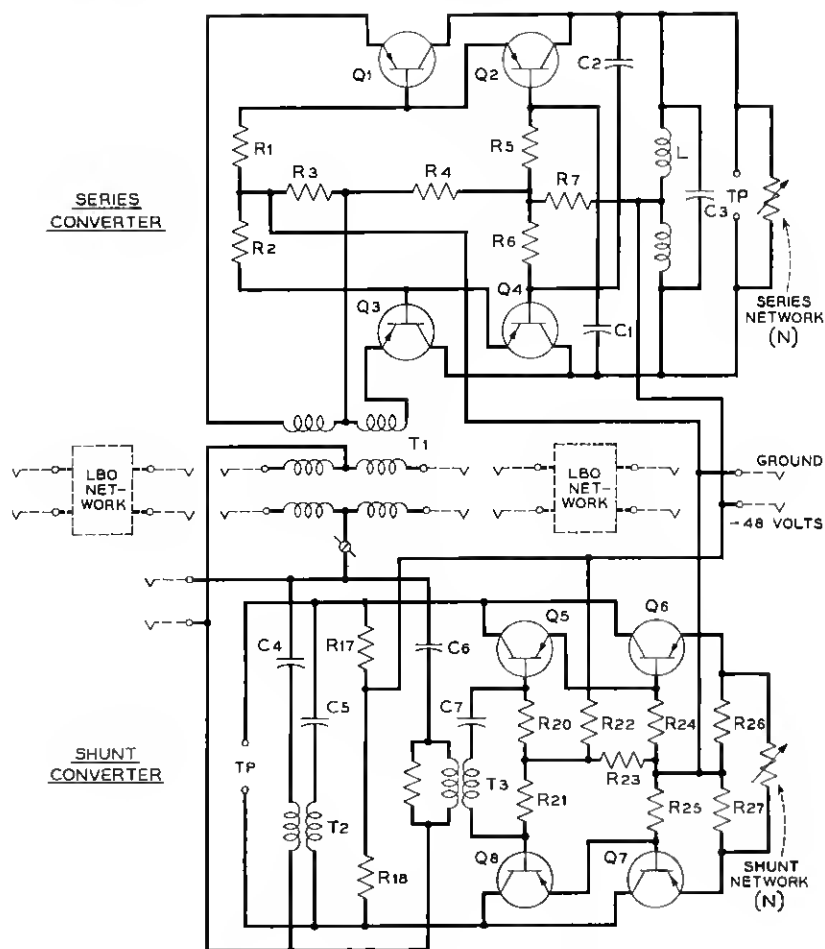 Q1
Q2
C2
R1
R5
R3
R4
R7
L
C3
TP
SERIES
CONVERTER
R2
R6
Q3
Q4
C1
SERIES
NETWORK
(N)
T1
LBO
NET-
WORK
LBO
NET-
WORK
GROUND
-48 VOLTS
Q5
Q6
C4
R17
C6
C5
C7
R20
R22
R24
R26
SHUNT
CONVERTER
TP
R23
T3
R21
R25
R27
T2
R18
Q8
Q7
SHUNT
NETWORK
(N)